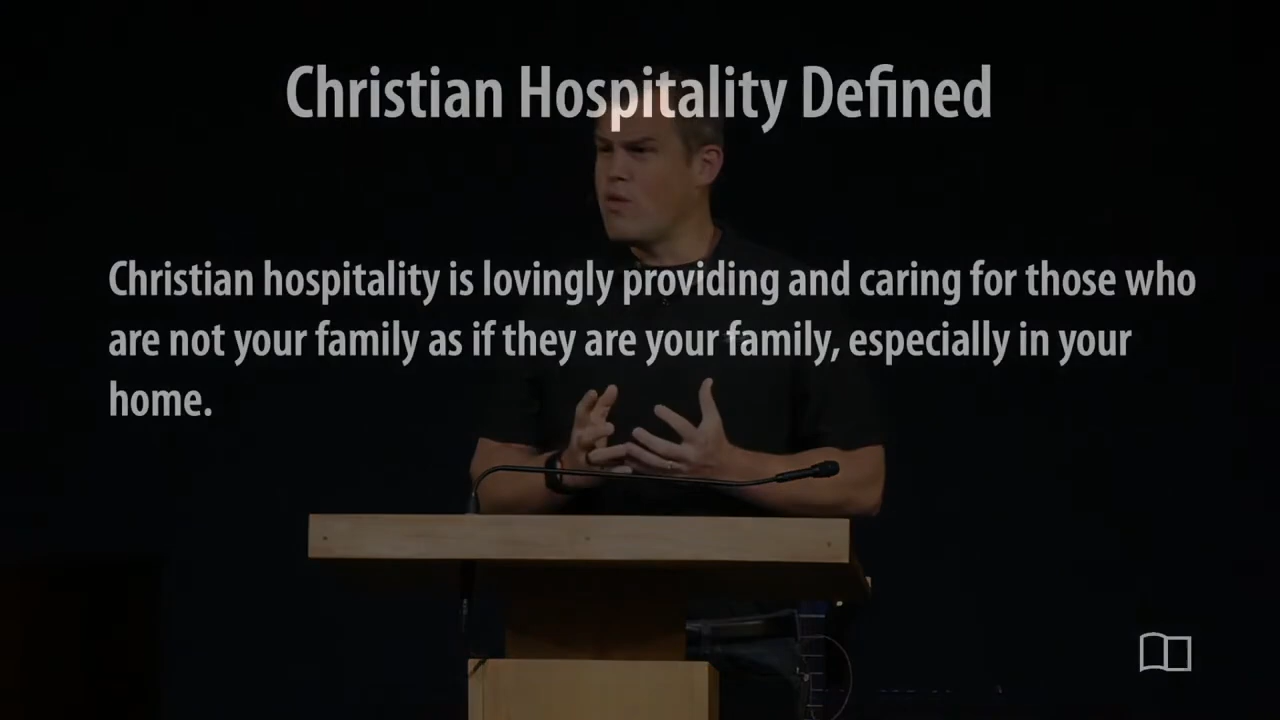 Christian Hospitality Defined
Christian hospitality is lovingly providing and caring for those who
are not your family as if they are your family, especially in your
home.